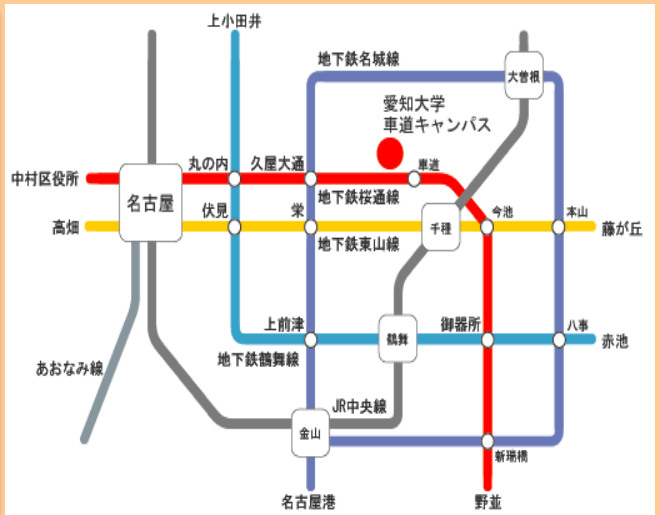 上小田井
地下鉄名城線
大曽根
愛知大学
車道キャンパス
丸の内
久屋大通
車道
中村区役所
名古屋
地下鉄桜通線
伏見
栄
千種
今池
本山
高畑
地下鉄東山線
藤が丘
上前津
鶴舞
御器所
八事
赤池
地下鉄鶴舞線
あおなみ線
JR中央線
金山
新瑞橋
名古屋港
野並